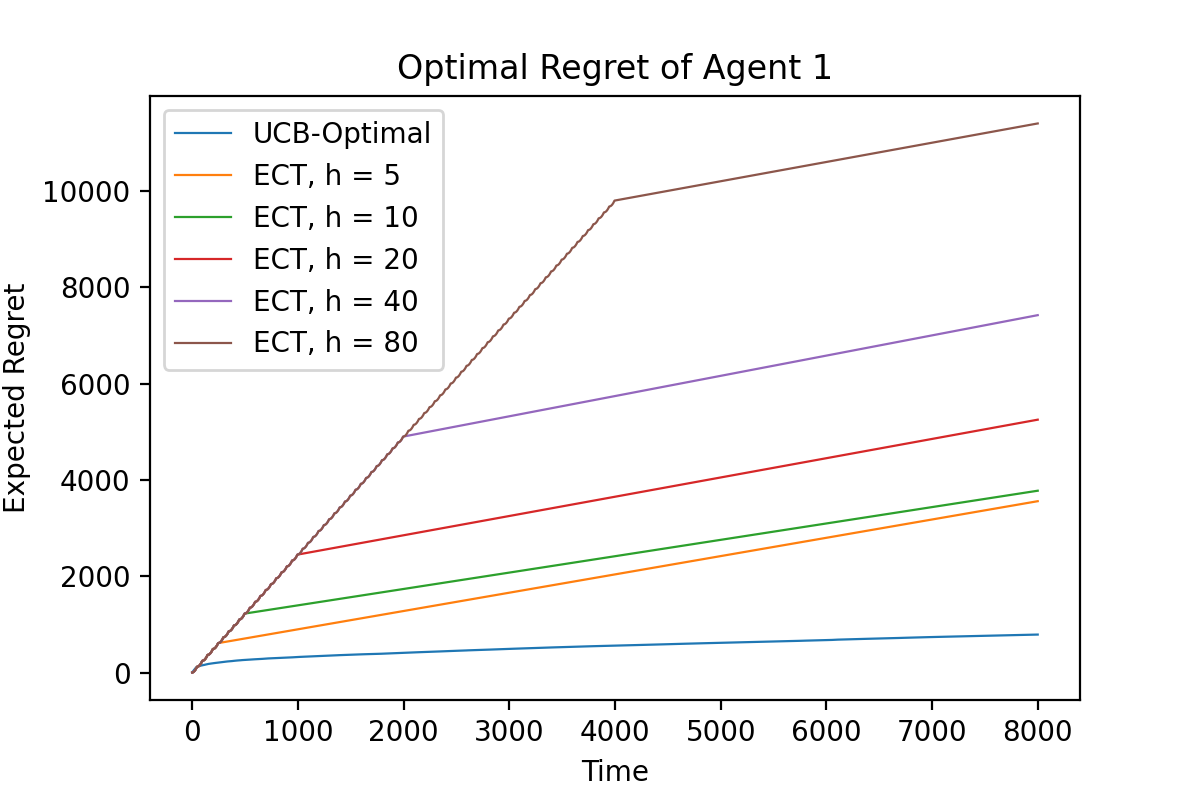 Optimal Regret of Agent 1
UCB-Optimal
ECT, h = 5
ECT, h = 10
ECT, h = 20
ECT, h = 40
ECT, h = 80
Expected Regret
10000
8000
6000
4000
2000
0
0 1000 2000 3000 4000 5000 6000 7000 8000
Time